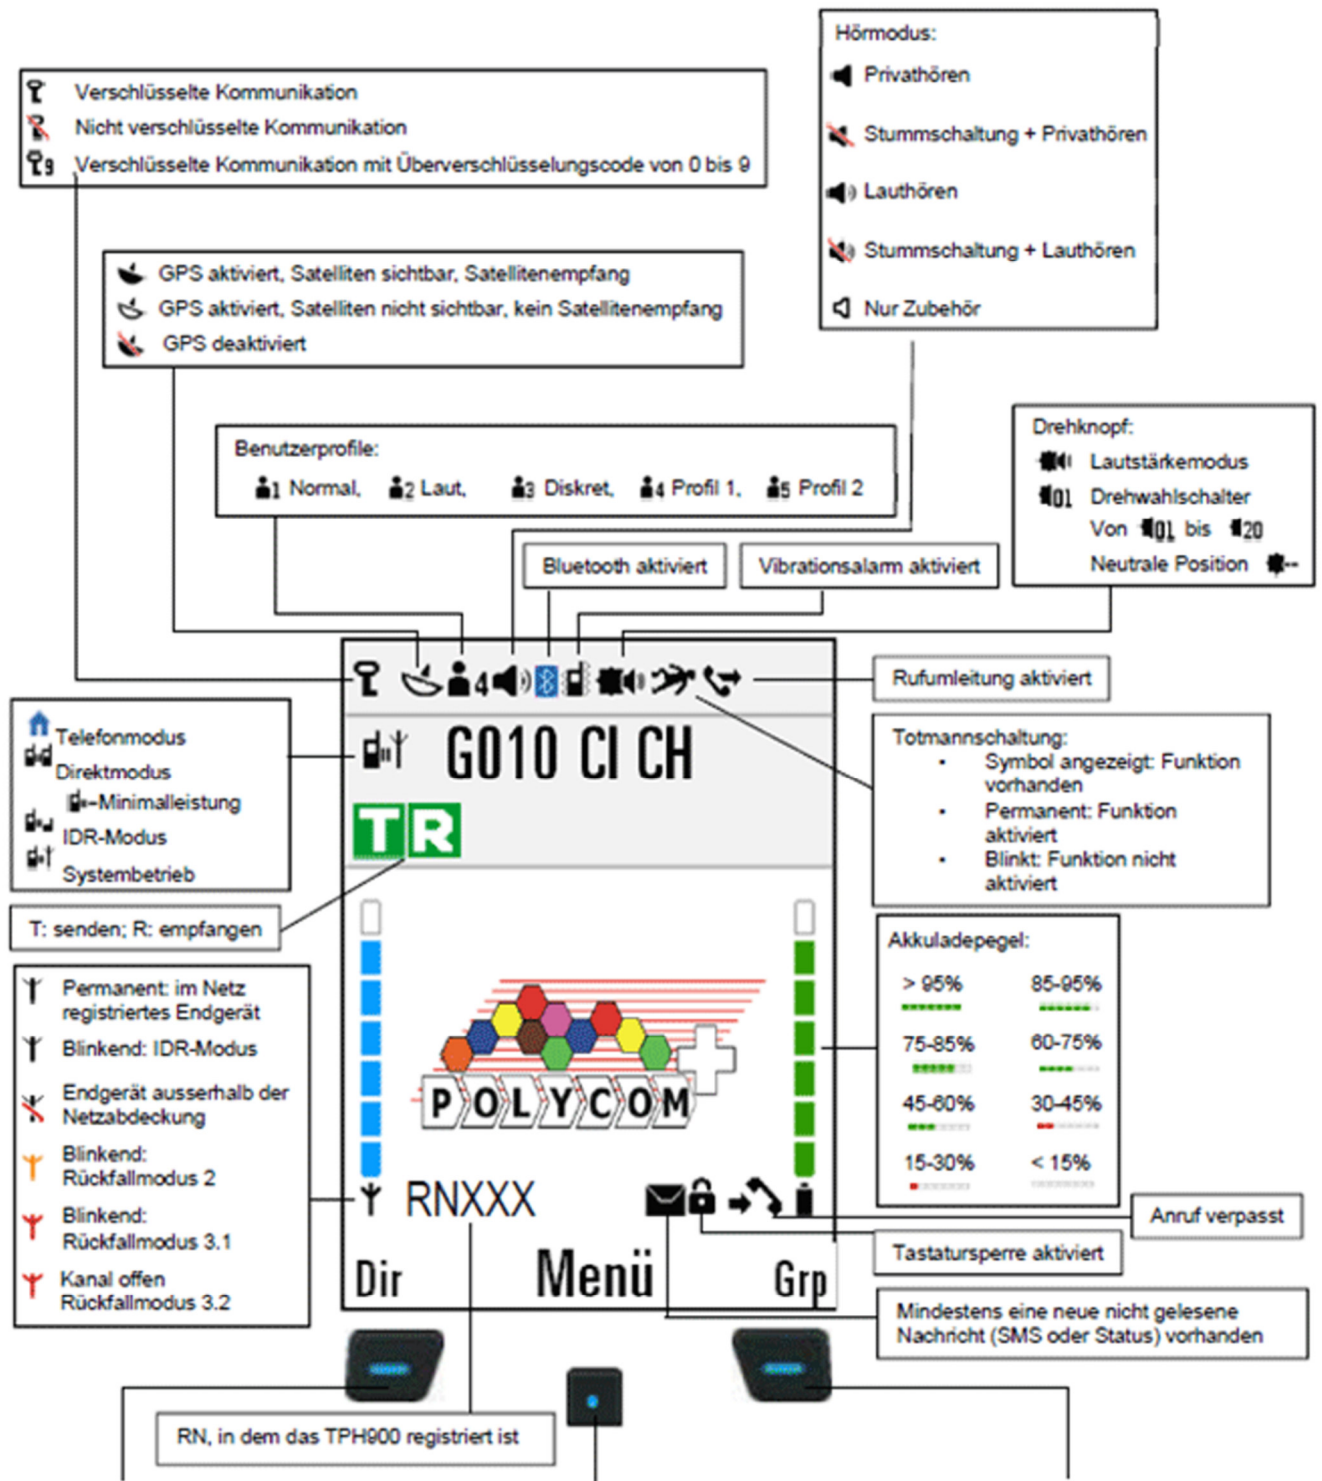 Hörmodus:
Privathören
Stummschaltung + Privathören
Lauthören
Stummschaltung + Lauthören
Nur Zubehör
Verschlüsselte Kommunikation
Nicht verschlüsselte Kommunikation
9 Verschlüsselte Kommunikation mit Überverschlüsselungscode von 0 bis 9
GPS aktiviert, Satelliten sichtbar, Satellitenempfang
GPS aktiviert, Satelliten nicht sichtbar, kein Satellitenempfang
GPS deaktiviert
Benutzerprofile:
1 Normal, 2 Laut, 3 Diskret, 4 Profil 1, 5 Profil 2
Drehknopf:
Lautstärkemodus
01 Drehwahlschalter
Von 01 bis 20
Neutrale Position --
Bluetooth aktiviert
Vibrationsalarm aktiviert
4
Rufumleitung aktiviert
Telefonmodus
Direktmodus
-Minimalleistung
IDR-Modus
Systembetrieb
G010 CI CH
TR
Totmannschaltung:
• Symbol angezeigt: Funktion
vorhanden
• Permanent: Funktion
aktiviert
• Blinkt: Funktion nicht
aktiviert
T: senden; R: empfangen
Permanent: im Netz
registriertes Endgerät
Blinkend: IDR-Modus
Endgerät ausserhalb der
Netzabdeckung
Blinkend:
Rückfallmodus 2
Blinkend:
Rückfallmodus 3.1
Kanal offen
Rückfallmodus 3.2
POLYCOM
Akkuladepegel:
> 95% 85-95%
75-85% 60-75%
45-60% 30-45%
15-30% < 15%
RNXXX
Anruf verpasst
Tastatursperre aktiviert
Dir Menü Grp
Mindestens eine neue nicht gelesene
Nachricht (SMS oder Status) vorhanden
RN, in dem das TPH900 registriert ist